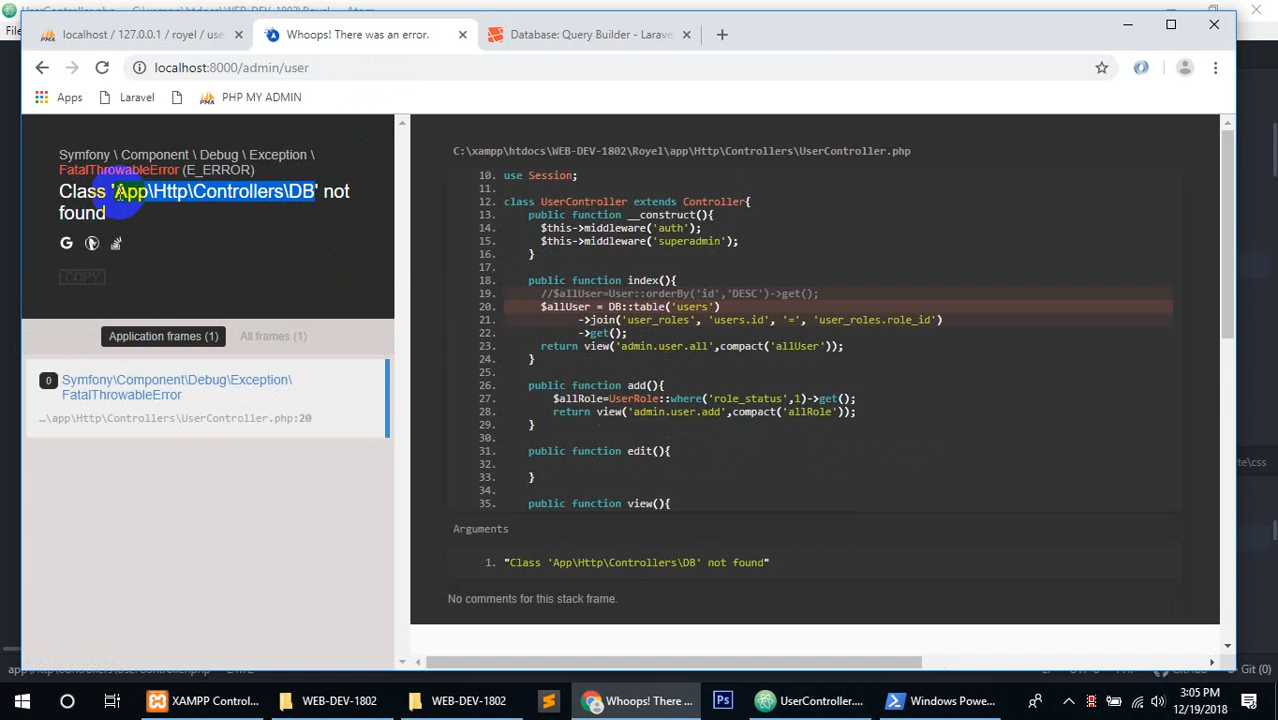 localhost / 127.0.0.1 / royel / use
Whoops! There was an error.
Database: Query Builder - Larave
localhost:8000/admin/user
Apps
Laravel
PHP MY ADMIN
Symfony \ Component \ Debug \ Exception \
FatalThrowableError (E_ERROR)
Class 'App\Http\Controllers\DB' not
found
COPY
Application frames (1)
All frames (1)
0
Symfony\Component\Debug\Exception\
FatalThrowableError
…\app\Http\Controllers\UserController.php:20
C:\xampp\htdocs\WEB-DEV-1802\Royel\app\Http\Controllers\UserController.php
10. use Session;
11.
12. class UserController extends Controller{
13. public function __construct(){
14. $this->middleware('auth');
15. $this->middleware('superadmin');
16. }
17.
18. public function index(){
19. //$allUser=User::orderBy('id','DESC')->get();
20. $allUser = DB::table('users')
21. ->join('user_roles', 'users.id', '=', 'user_roles.role_id')
22. ->get();
23. return view('admin.user.all',compact('allUser'));
24. }
25.
26. public function add(){
27. $allRole=UserRole::where('role_status',1)->get();
28. return view('admin.user.add',compact('allRole'));
29. }
30.
31. public function edit(){
32.
33. }
34.
35. public function view(){
Arguments
1. "Class 'App\Http\Controllers\DB' not found"
No comments for this stack frame.
XAMPP Control...
WEB-DEV-1802
WEB-DEV-1802
Whoops! There ...
Ps
UserController.ph...
Windows Powe...
3:05 PM
12/19/2018
Git (0)